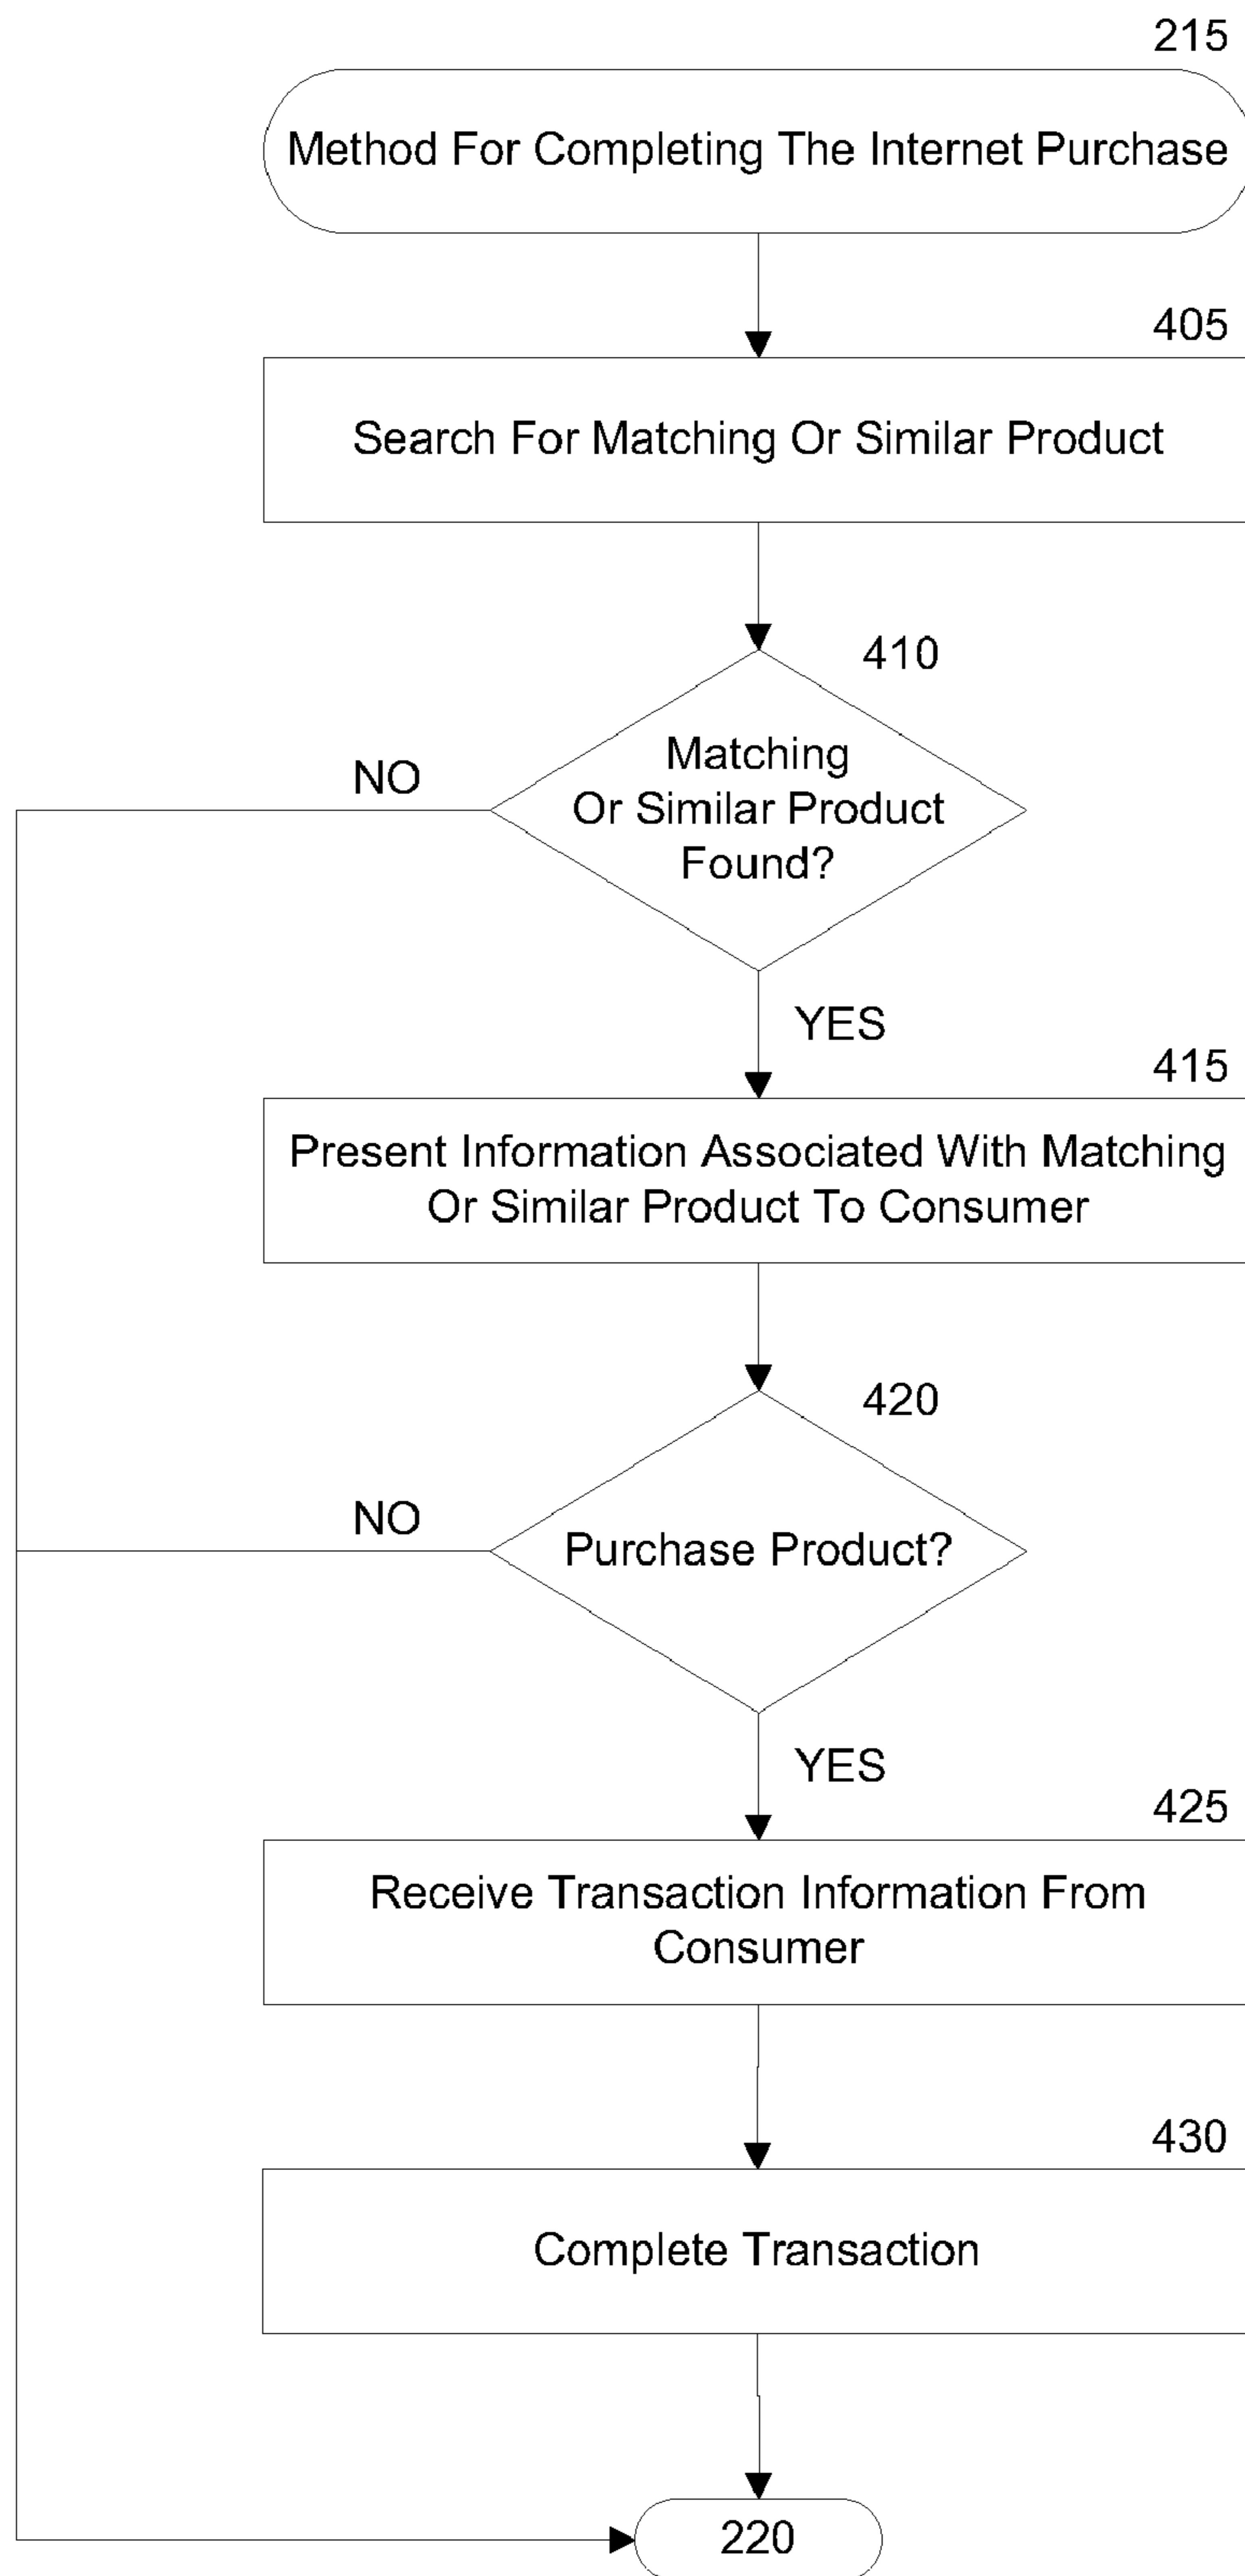 215
Method For Completing The Internet Purchase
405
Search For Matching Or Similar Product
410
Matching
Or Similar Product
Found?
NO
YES
415
Present Information Associated With Matching
Or Similar Product To Consumer
420
Purchase Product?
NO
YES
425
Receive Transaction Information From
Consumer
430
Complete Transaction
220